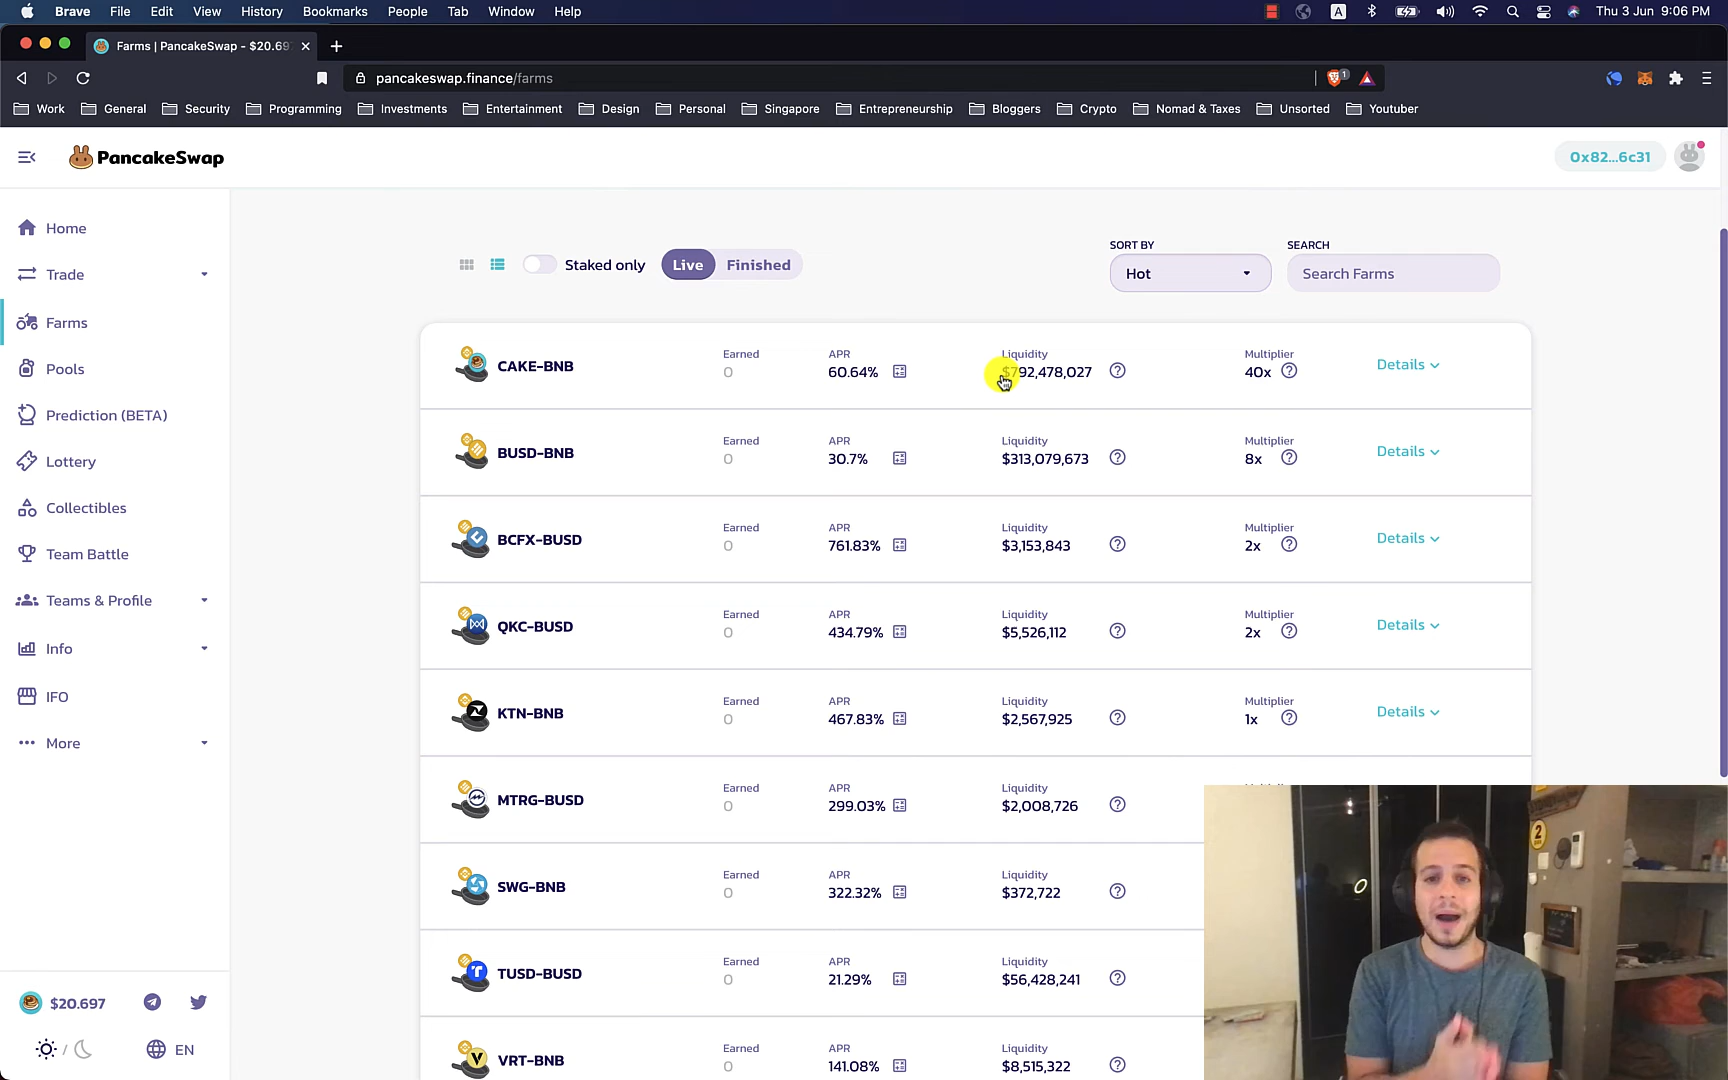 Brave File Edit View History Bookmarks People Tab Window Help A Thu 3 Jun 9:06 PM
Farms | PancakeSwap - $20.69
pancakeswap.finance/farms 1
Work General Security Programming Investments Entertainment Design Personal Singapore Entrepreneurship Bloggers Crypto Nomad & Taxes Unsorted Youtuber
PancakeSwap 0x82...6c31
Home
Trade
Farms
Pools
Prediction (BETA)
Lottery
Collectibles
Team Battle
Teams & Profile
Info
IFO
More
$20.697
EN
Staked only Live Finished
SORT BY
Hot
SEARCH
Search Farms
CAKE-BNB
Earned
0
APR
60.64%
Liquidity
$792,478,027
Multiplier
40x
Details
BUSD-BNB
Earned
0
APR
30.7%
Liquidity
$313,079,673
Multiplier
8x
Details
BCFX-BUSD
Earned
0
APR
761.83%
Liquidity
$3,153,843
Multiplier
2x
Details
QKC-BUSD
Earned
0
APR
434.79%
Liquidity
$5,526,112
Multiplier
2x
Details
KTN-BNB
Earned
0
APR
467.83%
Liquidity
$2,567,925
Multiplier
1x
Details
MTRG-BUSD
Earned
0
APR
299.03%
Liquidity
$2,008,726
SWG-BNB
Earned
0
APR
322.32%
Liquidity
$372,722
TUSD-BUSD
Earned
0
APR
21.29%
Liquidity
$56,428,241
VRT-BNB
Earned
0
APR
141.08%
Liquidity
$8,515,322
2